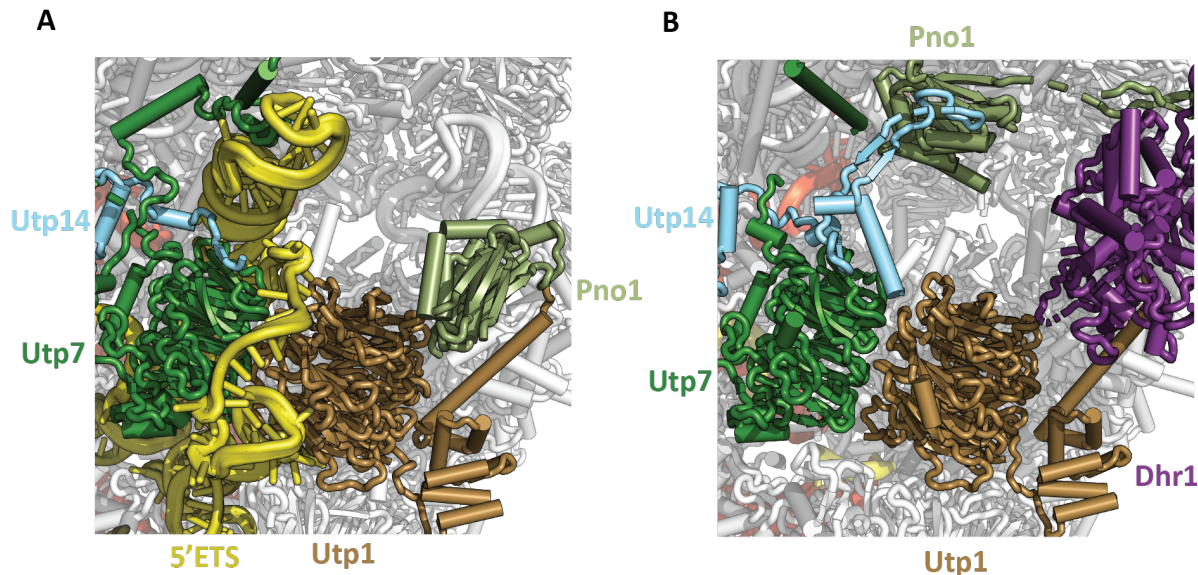 A
B
Pno1
Utp14
Utp14
Pno1
Utp7
Utp7
Dhr1
5'ETS
Utp1
Utp1